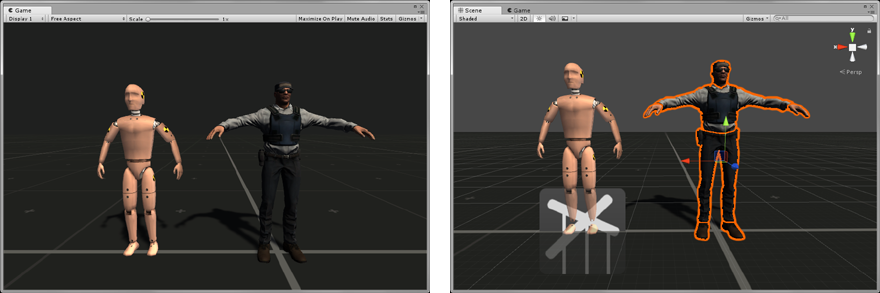 Game
Display 1 Free Aspect Scale 1x Maximize On Play Mute Audio Stats Gizmos
Scene Game
Shaded 2D Gizmos All
y
x
Persp